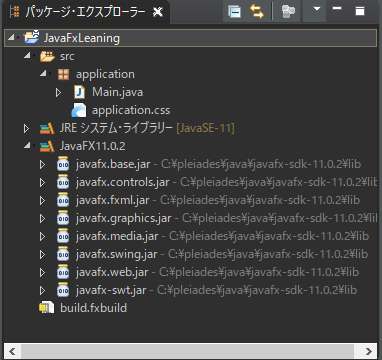 パッケージ・エクスプローラー
JavaFxLeaning
src
application
Main.java
application.css
JRE システム・ライブラリー [JavaSE-11]
JavaFX11.0.2
javafx.base.jar - C:¥pleiades¥java¥javafx-sdk-11.0.2¥lib
javafx.controls.jar - C:¥pleiades¥java¥javafx-sdk-11.0.2¥lib
javafx.fxml.jar - C:¥pleiades¥java¥javafx-sdk-11.0.2¥lib
javafx.graphics.jar - C:¥pleiades¥java¥javafx-sdk-11.0.2¥lib
javafx.media.jar - C:¥pleiades¥java¥javafx-sdk-11.0.2¥lib
javafx.swing.jar - C:¥pleiades¥java¥javafx-sdk-11.0.2¥lib
javafx.web.jar - C:¥pleiades¥java¥javafx-sdk-11.0.2¥lib
javafx-swt.jar - C:¥pleiades¥java¥javafx-sdk-11.0.2¥lib
build.fxbuild